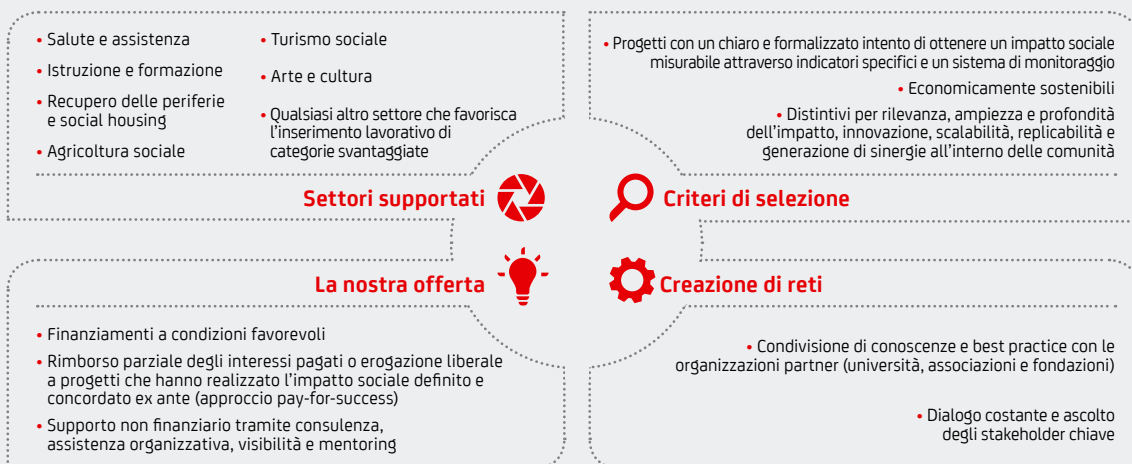 • Salute e assistenza
• Istruzione e formazione
• Recupero delle periferie
e social housing
• Agricoltura sociale
• Turismo sociale
• Arte e cultura
• Qualsiasi altro settore che favorisca
l'inserimento lavorativo di
categorie svantaggiate
Settori supportati
• Progetti con un chiaro e formalizzato intento di ottenere un impatto sociale
misurabile attraverso indicatori specifici e un sistema di monitoraggio
• Economicamente sostenibili
• Distintivi per rilevanza, ampiezza e profondità
dell'impatto, innovazione, scalabilità, replicabilità e
generazione di sinergie all'interno delle comunità
Criteri di selezione
La nostra offerta
• Finanziamenti a condizioni favorevoli
• Rimborso parziale degli interessi pagati o erogazione liberale
a progetti che hanno realizzato l'impatto sociale definito e
concordato ex ante (approccio pay-for-success)
• Supporto non finanziario tramite consulenza,
assistenza organizzativa, visibilità e mentoring
Creazione di reti
• Condivisione di conoscenze e best practice con le
organizzazioni partner (università, associazioni e fondazioni)
• Dialogo costante e ascolto
degli stakeholder chiave